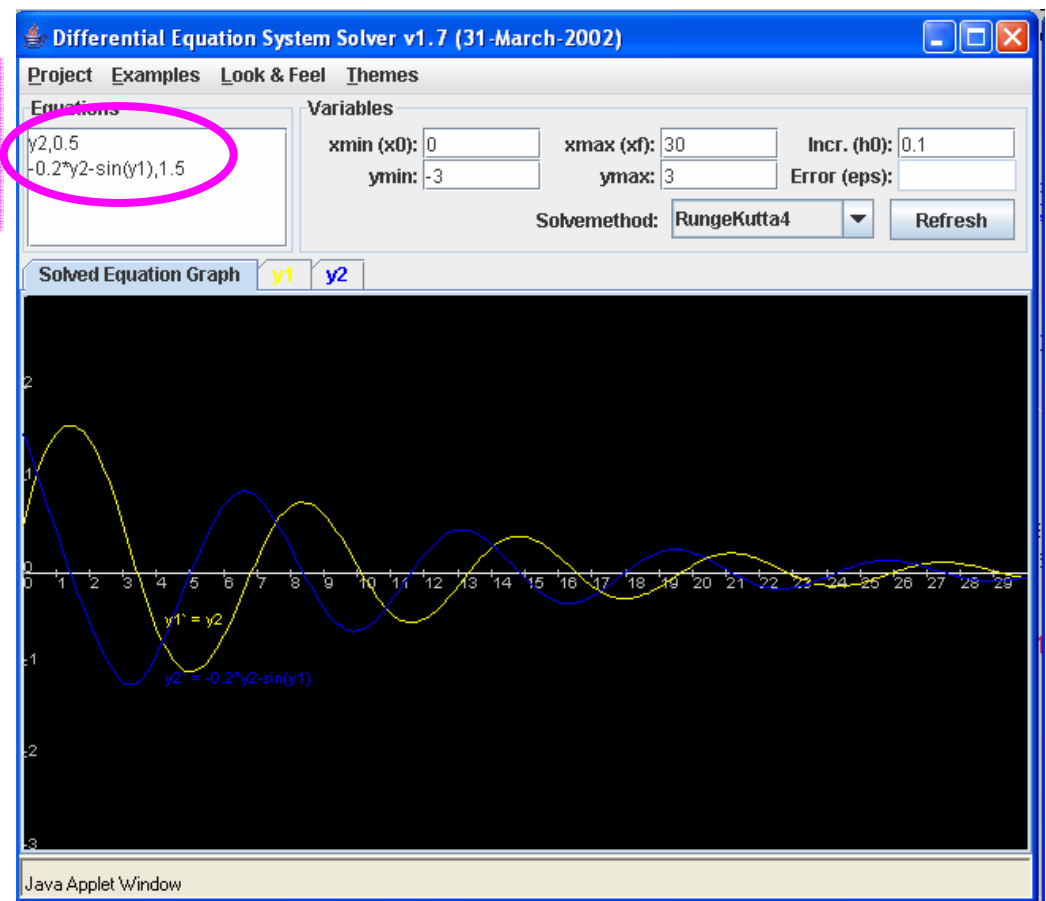 Differential Equation System Solver v1.7 (31-March-2002)
Project Examples Look & Feel Themes
Equations
y2,0.5
-0.2*y2-sin(y1),1.5
Variables
xmin (x0): 0 xmax (xf): 30 Incr. (h0): 0.1
ymin: -3 ymax: 3 Error (eps):
Solvemethod: RungeKutta4 Refresh
Solved Equation Graph y1 y2
2
1
0
0 1 2 3 4 5 6 7 8 9 10 11 12 13 14 15 16 17 18 19 20 21 22 23 24 25 26 27 28 29
y1` = y2
-1
y2` = -0.2*y2-sin(y1)
-2
-3
Java Applet Window